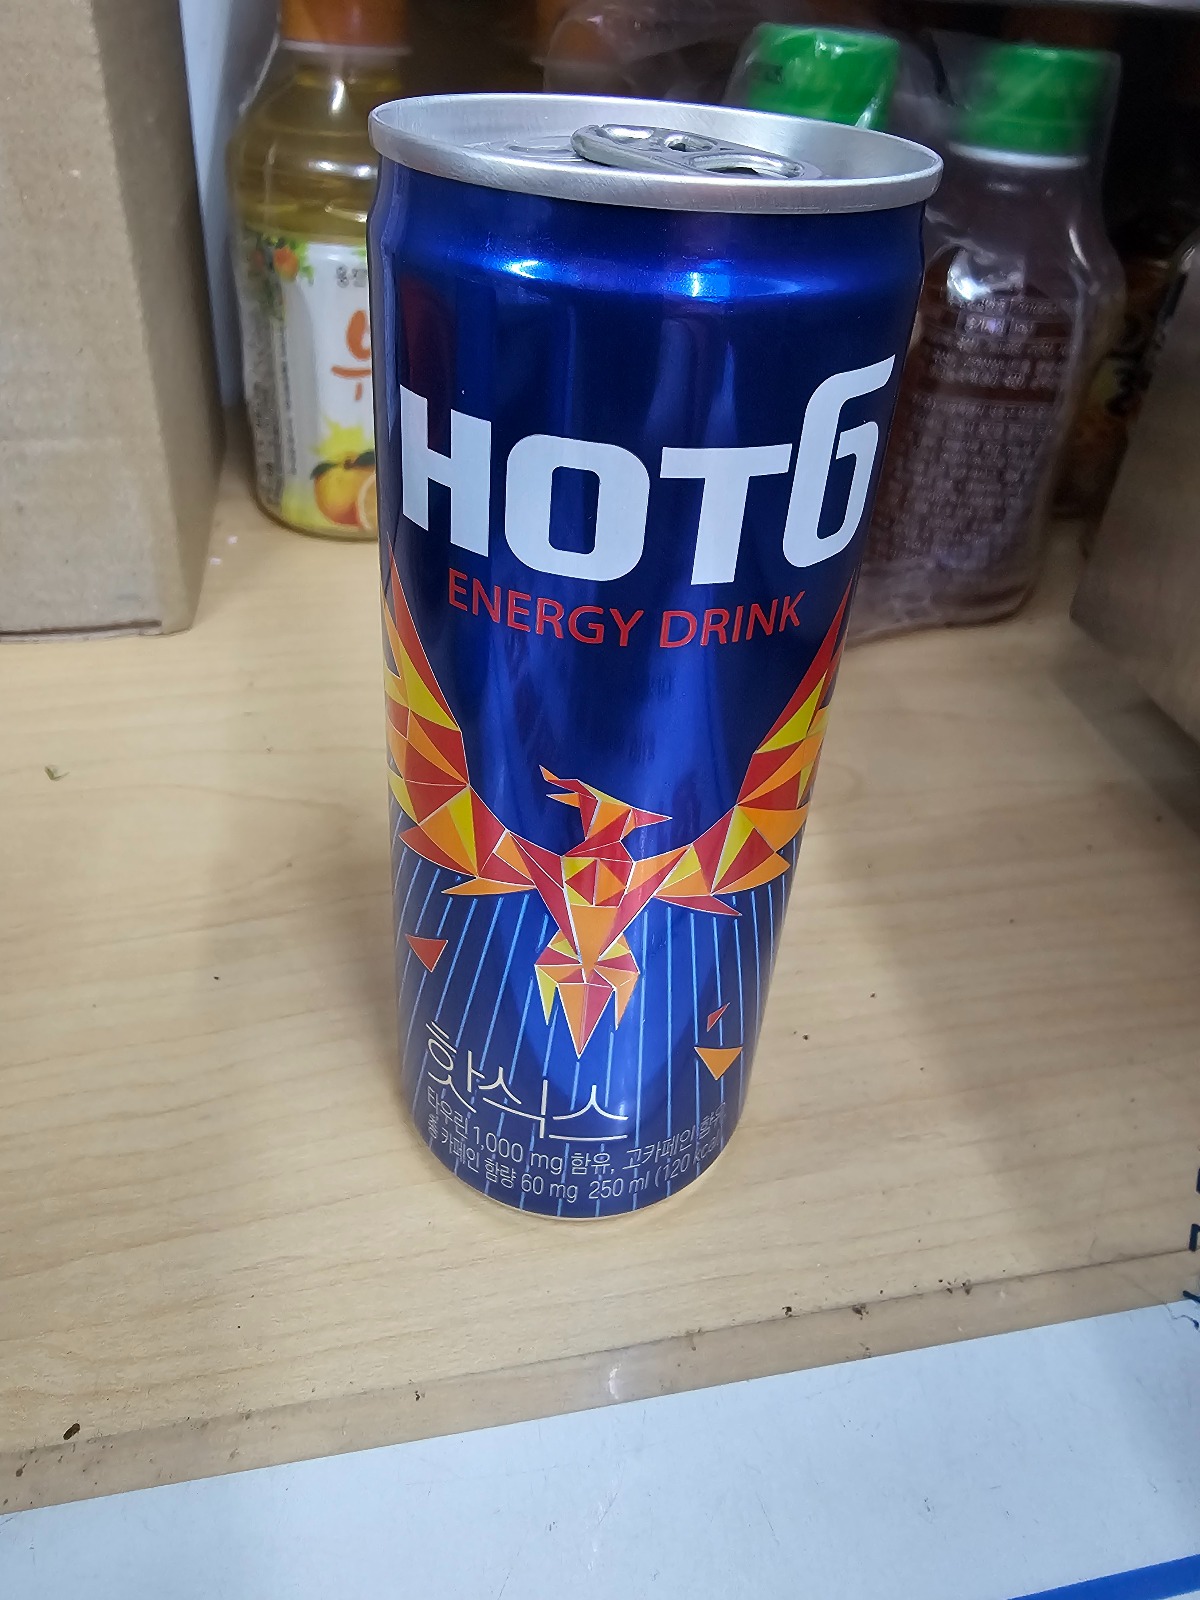 HOT6
ENERGY DRINK
핫식스
타우린 1,000 mg 함유, 고카페인 함유
총 카페인 함량 60 mg 250 ml (120 kcal)